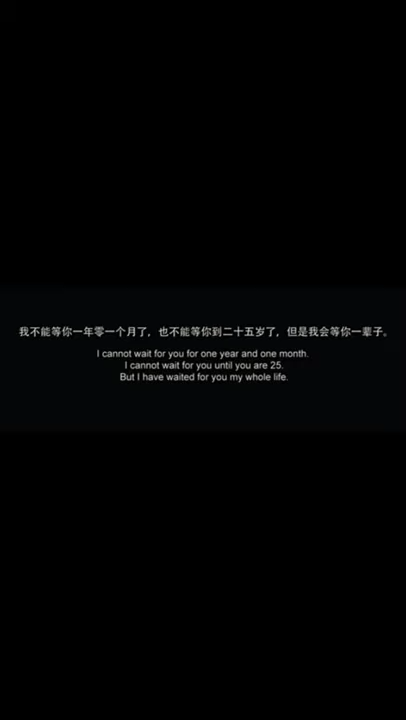 我不能等你一年零一个月了，也不能等你到二十五岁了，但是我会等你一辈子。
I cannot wait for you for one year and one month.
I cannot wait for you until you are 25.
But I have waited for you my whole life.